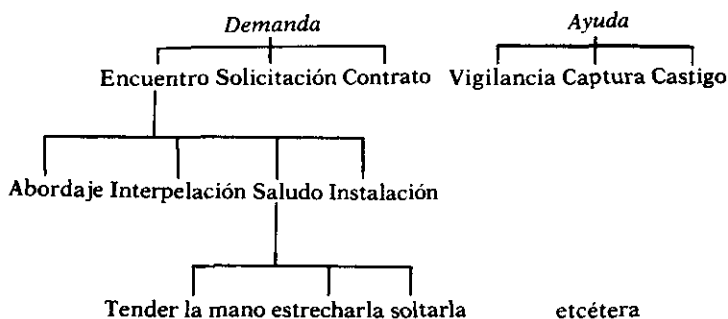 Demanda Ayuda
Encuentro Solicitación Contrato Vigilancia Captura Castigo
Abordaje Interpelación Saludo Instalación
Tender la mano estrecharla soltarla etcétera